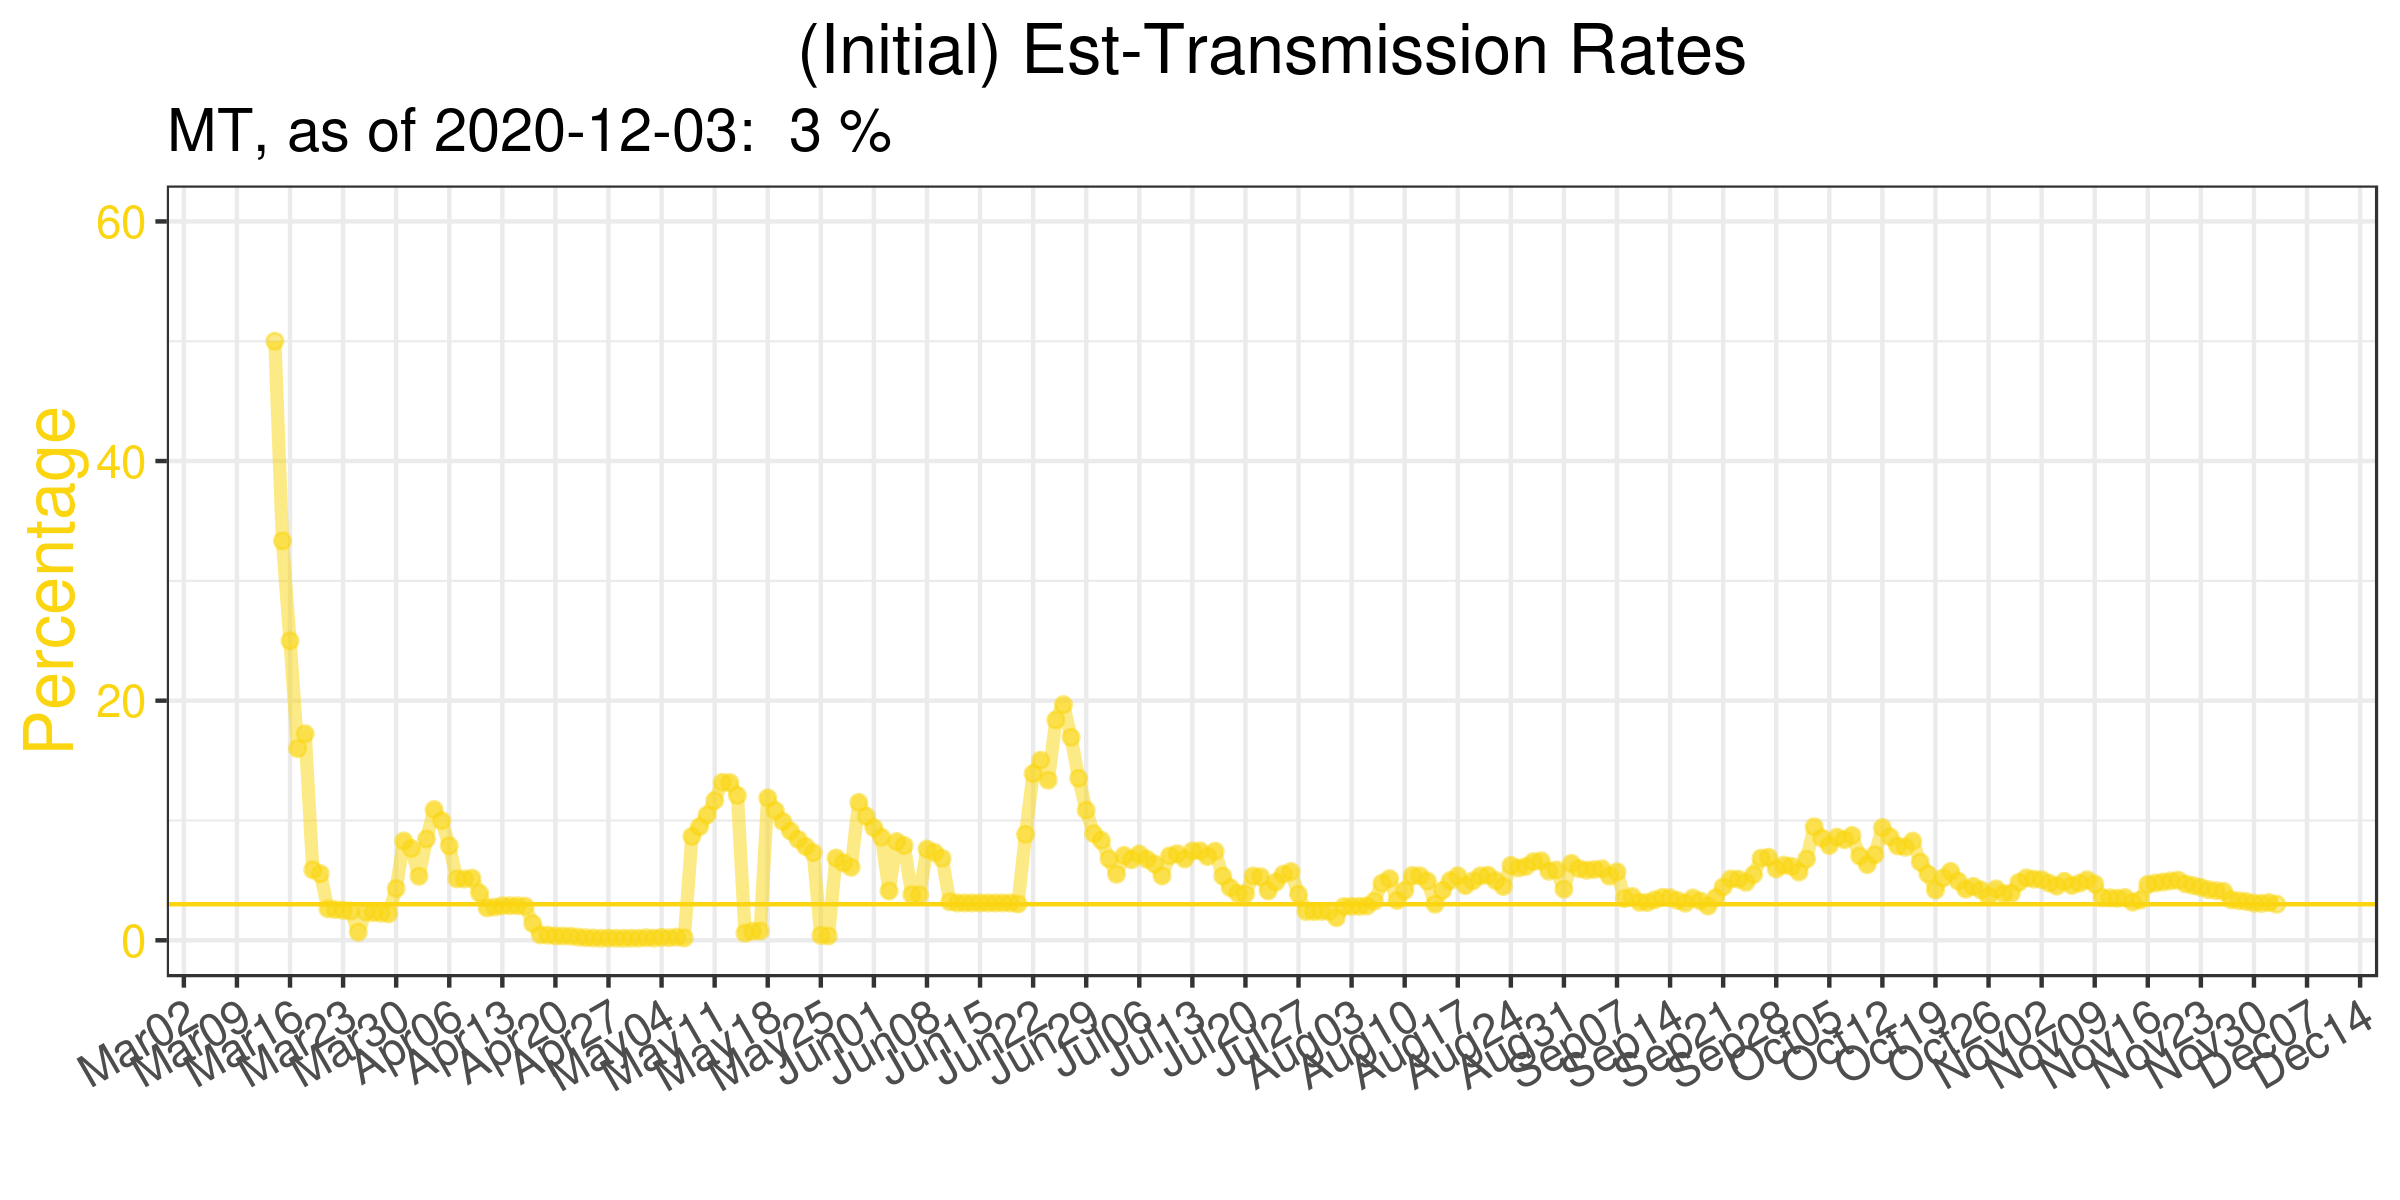 (Initial) Est-Transmission Rates
MT, as of 2020-12-03:  3 %
Percentage
60
40
20
0
Mar02
Mar09
Mar16
Mar23
Mar30
Apr06
Apr13
Apr20
Apr27
May04
May11
May18
May25
Jun01
Jun08
Jun15
Jun22
Jun29
Jul06
Jul13
Jul20
Jul27
Aug03
Aug10
Aug17
Aug24
Aug31
Sep07
Sep14
Sep21
Sep28
Oct05
Oct12
Oct19
Oct26
Nov02
Nov09
Nov16
Nov23
Nov30
Dec07
Dec14